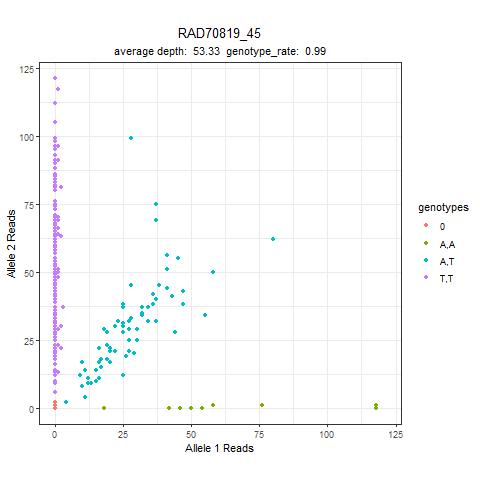 RAD70819_45
average depth:  53.33  genotype_rate:  0.99
Allele 2 Reads
125
100
75
50
25
0
0
25
50
75
100
125
Allele 1 Reads
genotypes
0
A,A
A,T
T,T